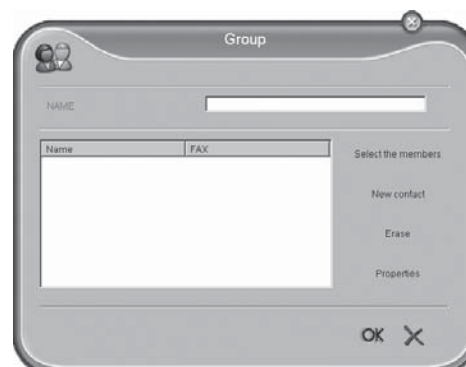 Group
NAME
Name FAX
Select the members
New contact
Erase
Properties
OK